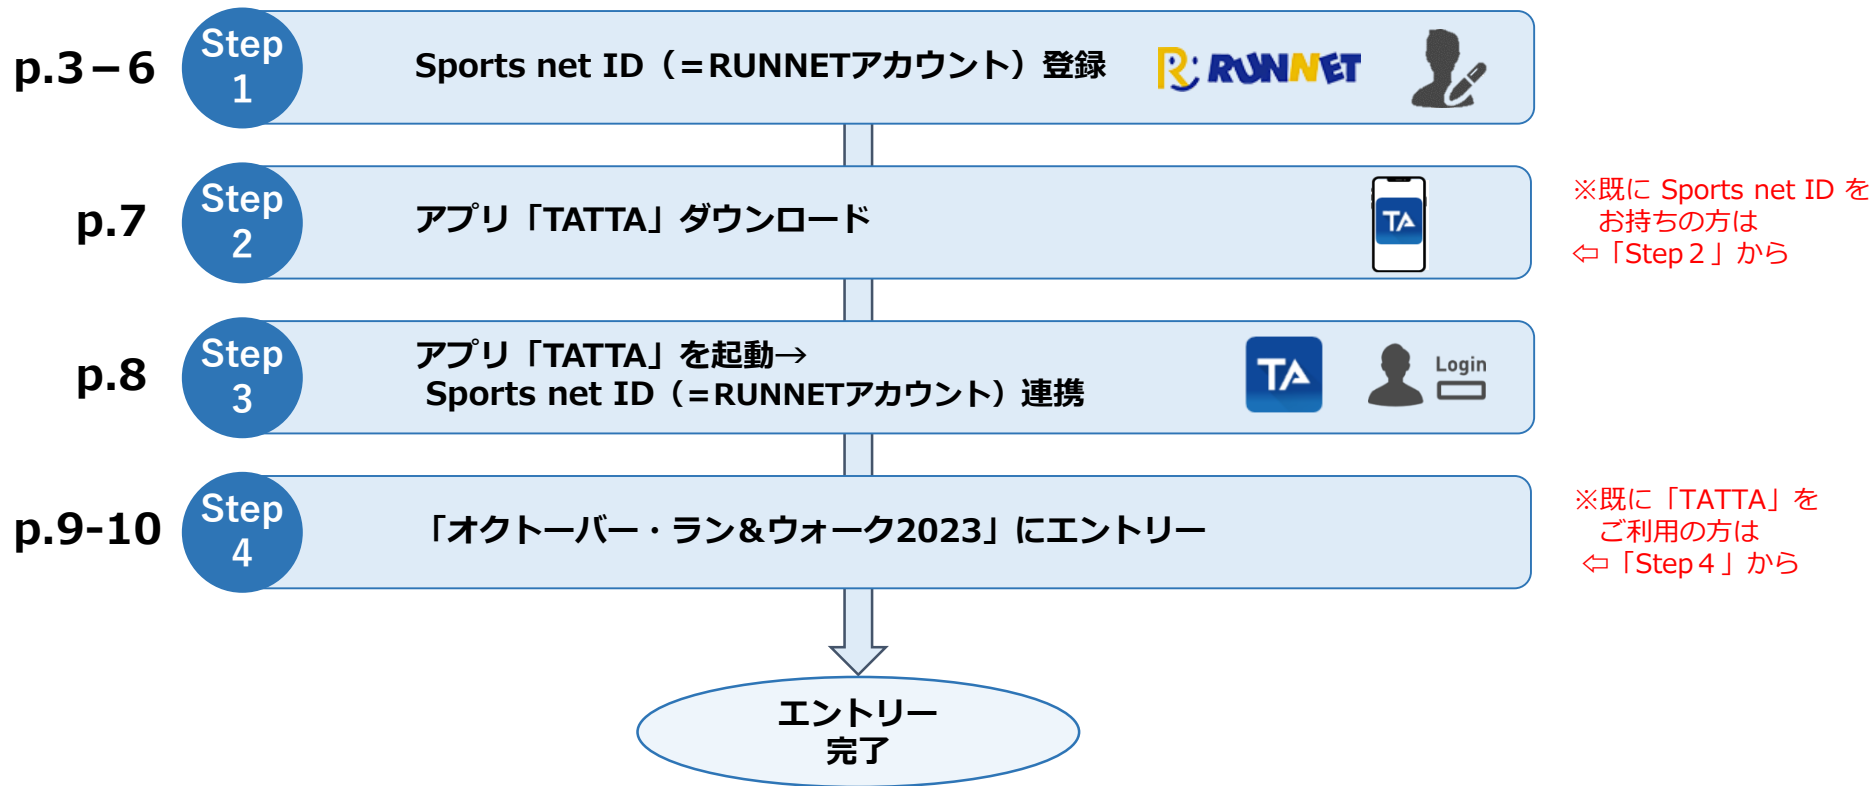 p.3－6
Step
1
Sports net ID（＝RUNNETアカウント）登録
R: RUNNET
p.7
Step
2
アプリ「TATTA」ダウンロード
TA
※既に Sports net ID を
お持ちの方は
⇦「Step２」から
p.8
Step
3
アプリ「TATTA」を起動→
Sports net ID（＝RUNNETアカウント）連携
TA
Login
p.9-10
Step
4
「オクトーバー・ラン＆ウォーク2023」にエントリー
※既に「TATTA」を
ご利用の方は
⇦「Step４」から
エントリー
完了